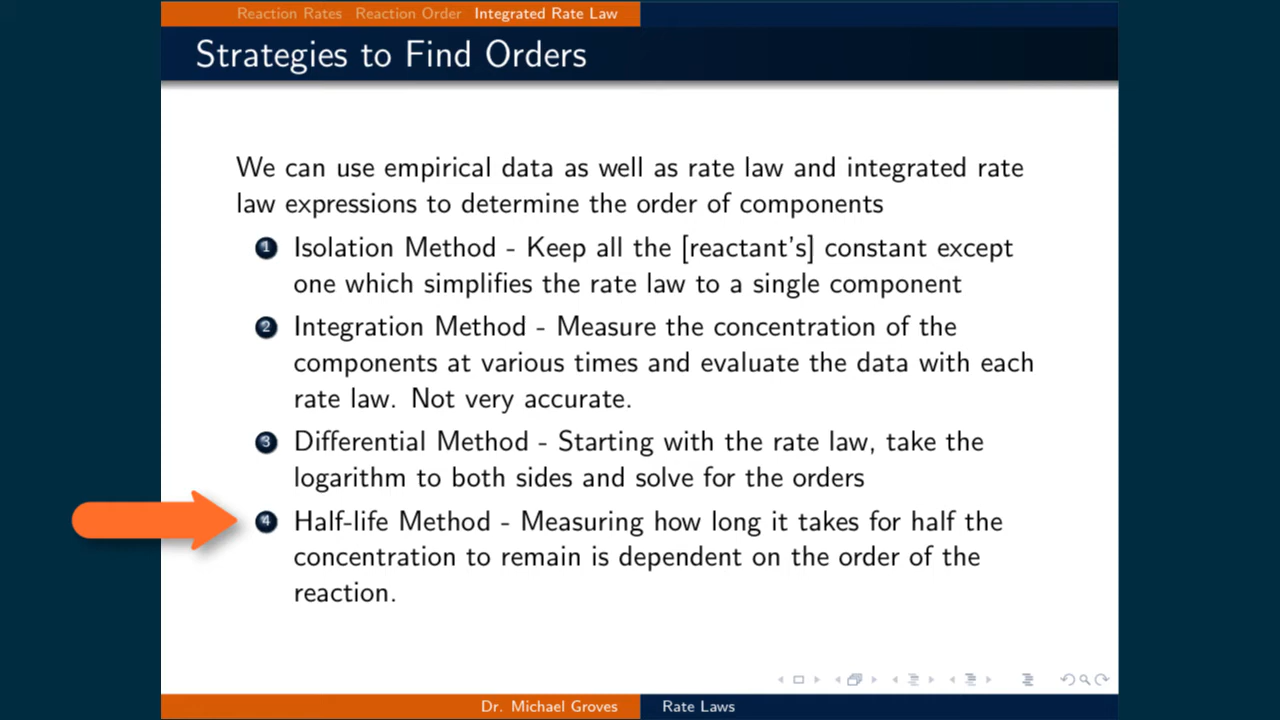 Reaction Rates Reaction Order Integrated Rate Law
Strategies to Find Orders
We can use empirical data as well as rate law and integrated rate
law expressions to determine the order of components
1 Isolation Method - Keep all the [reactant's] constant except
one which simplifies the rate law to a single component
2 Integration Method - Measure the concentration of the
components at various times and evaluate the data with each
rate law. Not very accurate.
3 Differential Method - Starting with the rate law, take the
logarithm to both sides and solve for the orders
4 Half-life Method - Measuring how long it takes for half the
concentration to remain is dependent on the order of the
reaction.
Dr. Michael Groves Rate Laws